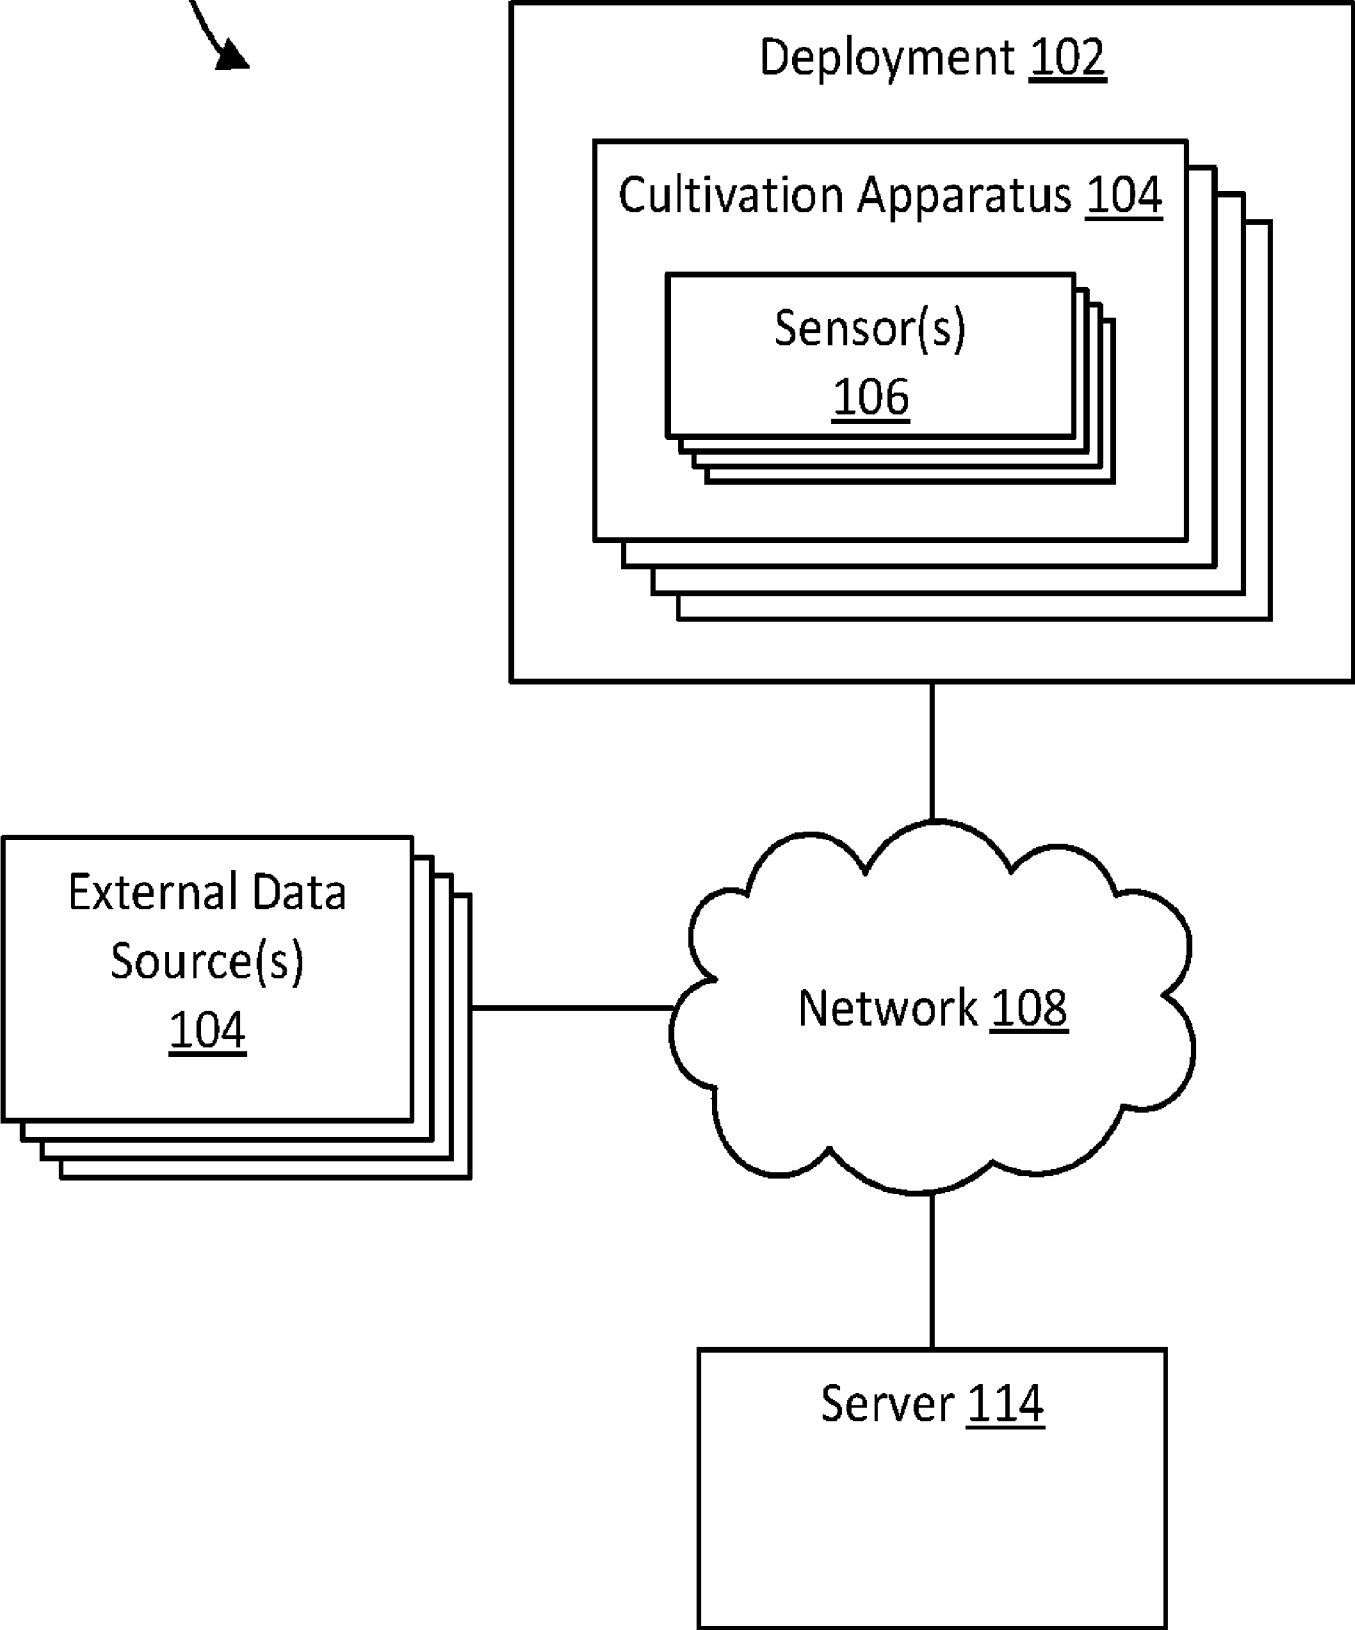 Deployment 102
Cultivation Apparatus 104
Sensor(s)
106
External Data
Source(s)
104
Network 108
Server 114